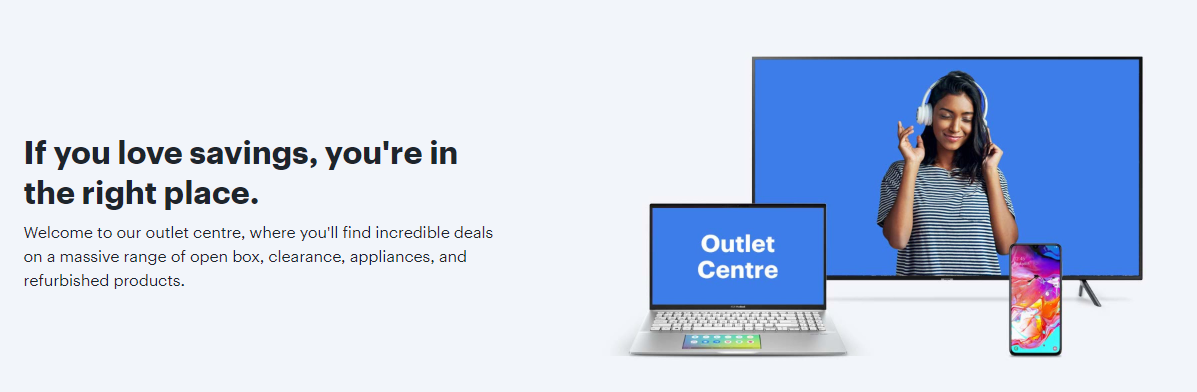 If you love savings, you're in
the right place.
Welcome to our outlet centre, where you'll find incredible deals
on a massive range of open box, clearance, appliances, and
refurbished products.
Outlet
Centre